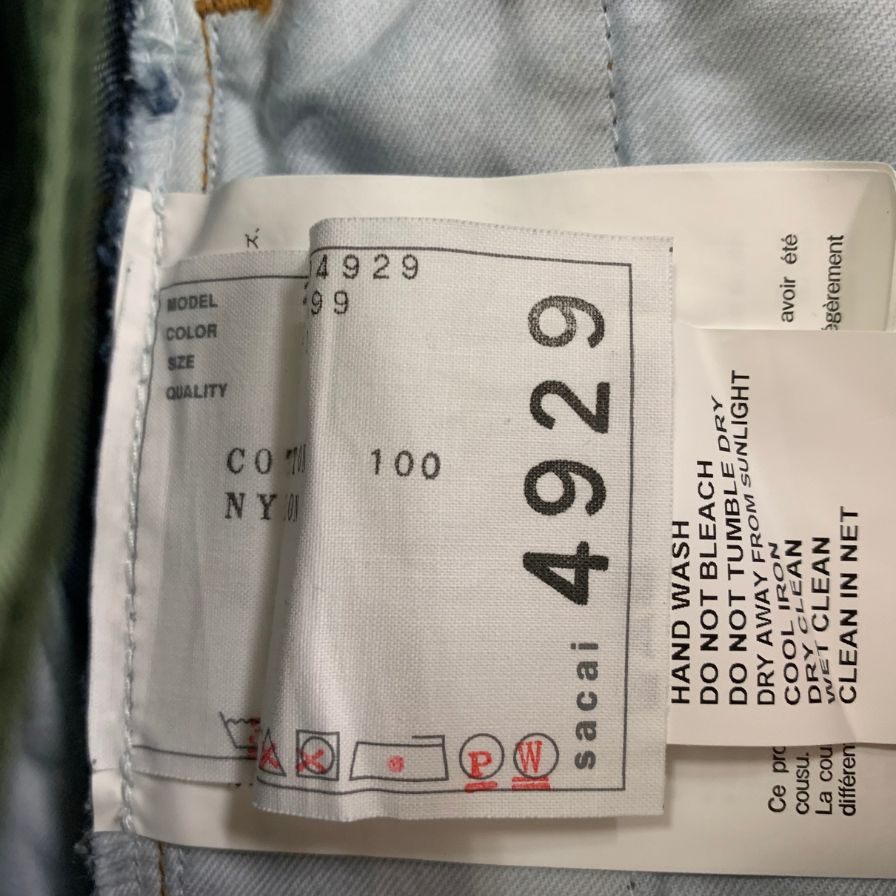 MODEL 4929
COLOR 99
SIZE
QUALITY
COTTON 100
NYLON
P W
sacai 4929
HAND WASH
DO NOT BLEACH
DO NOT TUMBLE DRY
DRY AWAY FROM SUNLIGHT
COOL IRON
DRY CLEAN
WET CLEAN
CLEAN IN NET
avoir été
égèrement
Ce pro
cousu.
La cou
différen